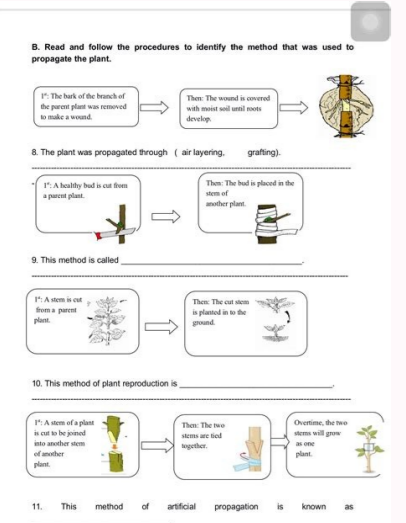 B. Read and follow the procedures to identify the method that was used to
propagate the plant.
1st: The bark of the branch of
the parent plant was removed
to make a wound.
Then: The wound is covered
with moist soil until roots
develop.
8. The plant was propagated through ( air layering, grafting).
1st: A healthy bud is cut from
a parent plant.
Then: The bud is placed in the
stem of
another plant.
9. This method is called ______________________.
1st: A stem is cut
from a parent
plant.
Then: The cut stem
is planted in to the
ground.
10. This method of plant reproduction is ______________________.
1st: A stem of a plant
is cut to be joined
into another stem
of another
plant.
Then: The two
stems are tied
together.
Overtime, the two
stems will grow
as one
plant.
11. This method of artificial propagation is known as